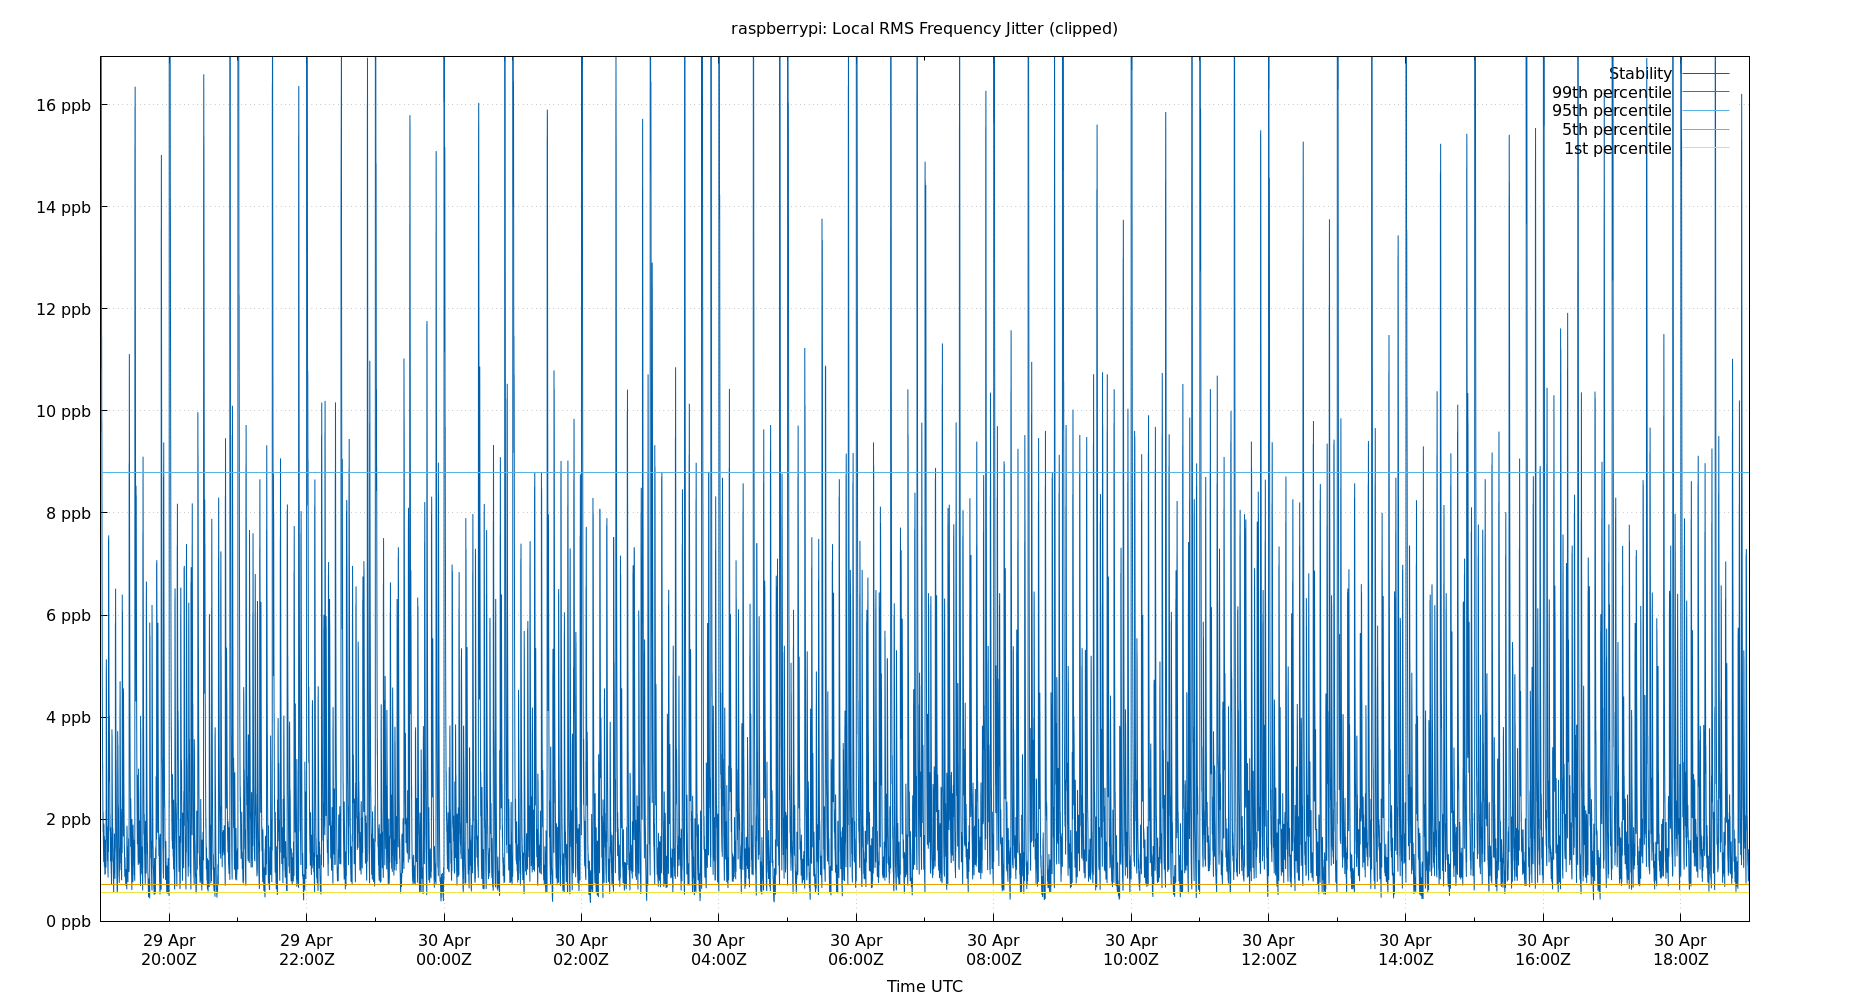 raspberrypi: Local RMS Frequency Jitter (clipped)
Stability
99th percentile
95th percentile
5th percentile
1st percentile
16 ppb
14 ppb
12 ppb
10 ppb
8 ppb
6 ppb
4 ppb
2 ppb
0 ppb
29 Apr 29 Apr 30 Apr 30 Apr 30 Apr 30 Apr 30 Apr 30 Apr 30 Apr 30 Apr 30 Apr 30 Apr
20:00Z 22:00Z 00:00Z 02:00Z 04:00Z 06:00Z 08:00Z 10:00Z 12:00Z 14:00Z 16:00Z 18:00Z
Time UTC